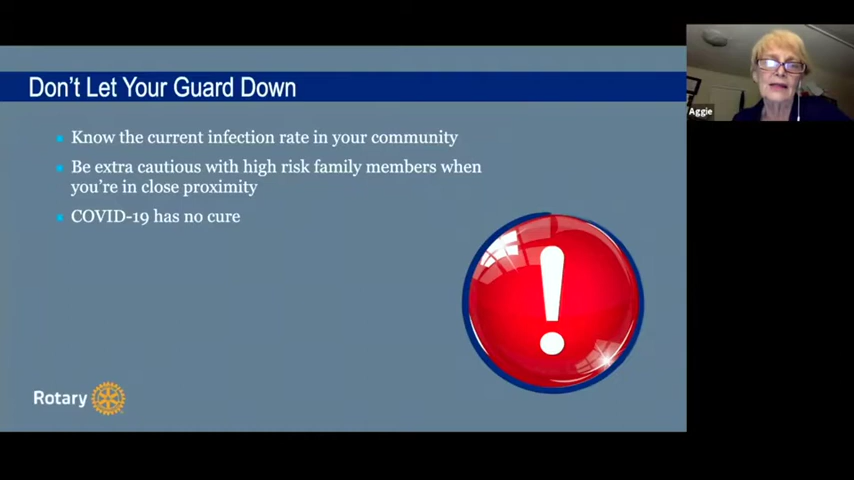 Don't Let Your Guard Down
Know the current infection rate in your community
Be extra cautious with high risk family members when
you're in close proximity
COVID-19 has no cure
Rotary
Aggie